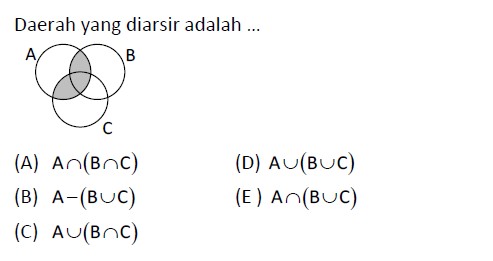 Daerah yang diarsir adalah ...
A
B
C
(A) A∩(B∩C)
(D) A∪(B∪C)
(B) A−(B∪C)
(E ) A∩(B∪C)
(C) A∪(B∩C)